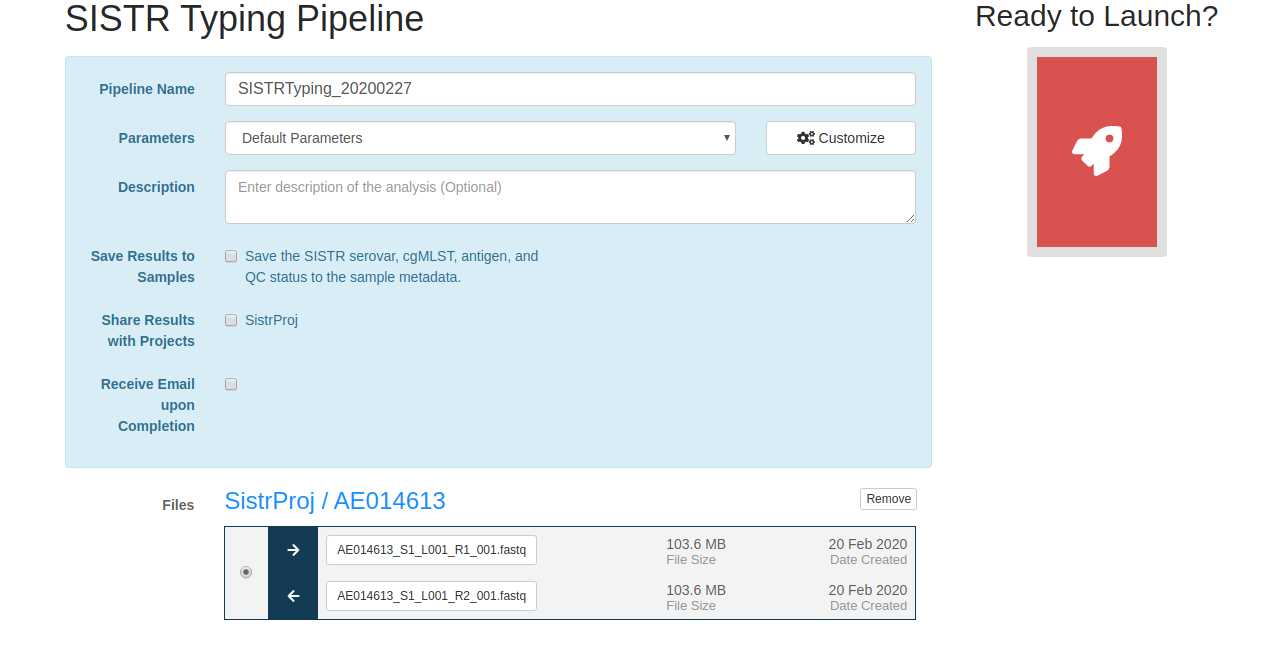 SISTR Typing Pipeline
Ready to Launch?
Pipeline Name
SISTRTyping_20200227
Parameters
Default Parameters
Customize
Description
Enter description of the analysis (Optional)
Save Results to
Samples
Save the SISTR serovar, cgMLST, antigen, and
QC status to the sample metadata.
Share Results
with Projects
SistrProj
Receive Email
upon
Completion
Files
SistrProj / AE014613
Remove
AE014613_S1_L001_R1_001.fastq
103.6 MB
File Size
20 Feb 2020
Date Created
AE014613_S1_L001_R2_001.fastq
103.6 MB
File Size
20 Feb 2020
Date Created